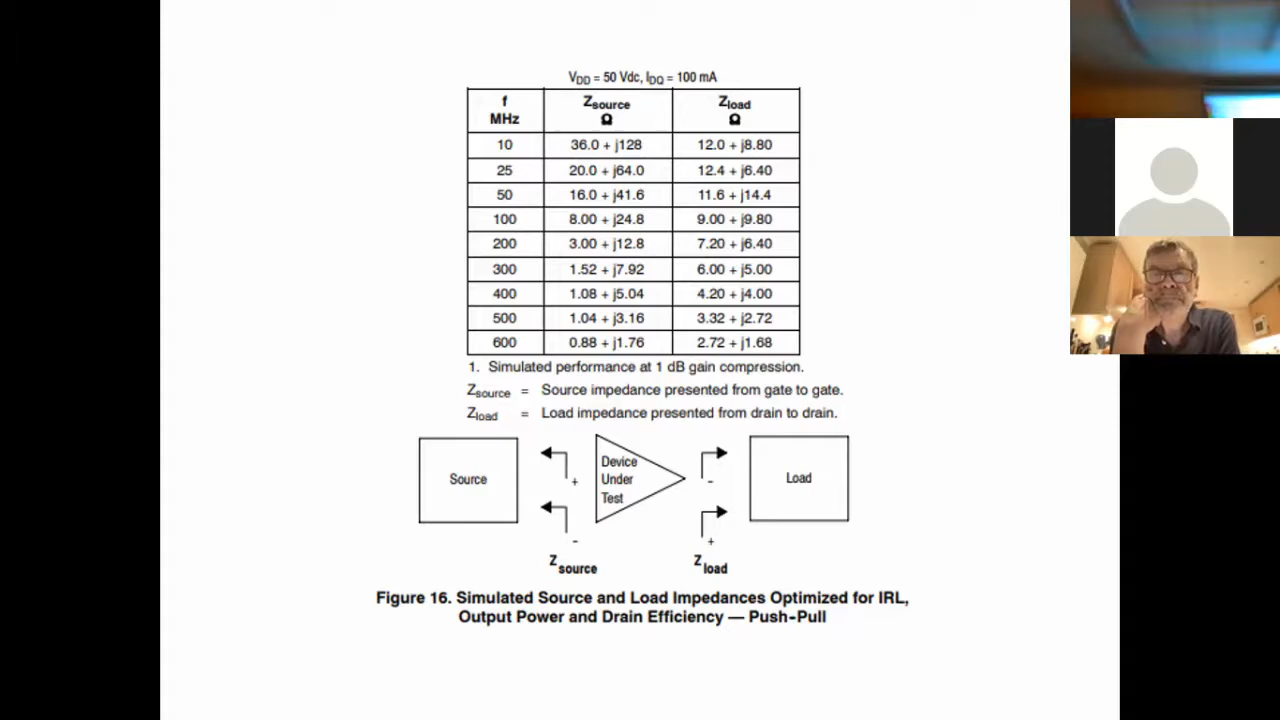 VDD = 50 Vdc, IDQ = 100 mA
f MHz Zsource Ω Zload Ω
10 36.0 + j128 12.0 + j8.80
25 20.0 + j64.0 12.4 + j6.40
50 16.0 + j41.6 11.6 + j14.4
100 8.00 + j24.8 9.00 + j9.80
200 3.00 + j12.8 7.20 + j6.40
300 1.52 + j7.92 6.00 + j5.00
400 1.08 + j5.04 4.20 + j4.00
500 1.04 + j3.16 3.32 + j2.72
600 0.88 + j1.76 2.72 + j1.68
1. Simulated performance at 1 dB gain compression.
Zsource = Source impedance presented from gate to gate.
Zload = Load impedance presented from drain to drain.
Source
+
-
Z source
Device
Under
Test
-
+
Z load
Load
Figure 16. Simulated Source and Load Impedances Optimized for IRL,
Output Power and Drain Efficiency — Push-Pull